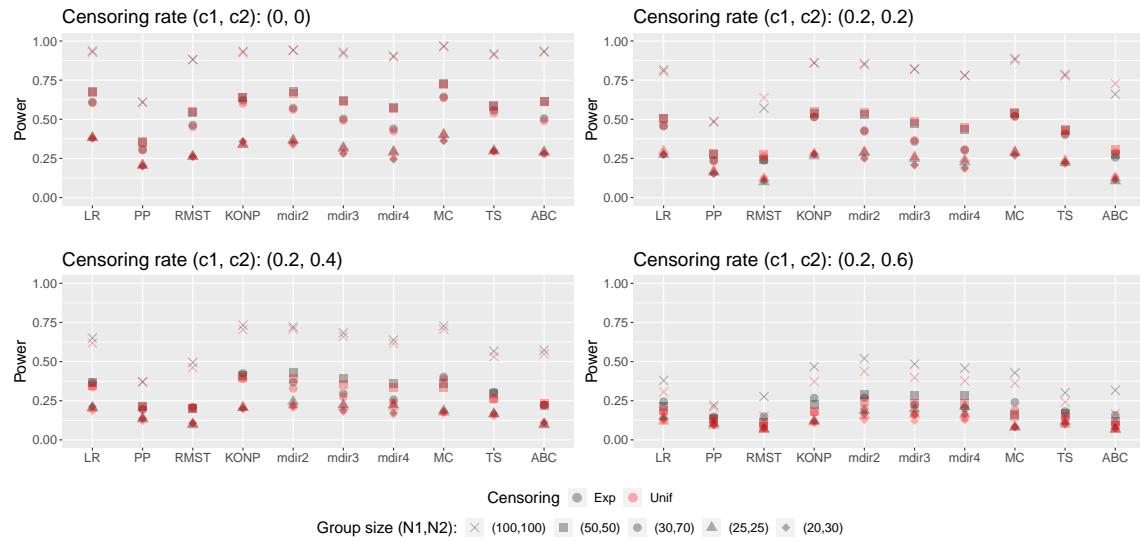 Censoring rate (c1, c2): (0, 0)
Power
1.00
0.75
0.50
0.25
0.00
LR PP RMST KONP mdir2 mdir3 mdir4 MC TS ABC
Censoring rate (c1, c2): (0.2, 0.2)
Power
1.00
0.75
0.50
0.25
0.00
LR PP RMST KONP mdir2 mdir3 mdir4 MC TS ABC
Censoring rate (c1, c2): (0.2, 0.4)
Power
1.00
0.75
0.50
0.25
0.00
LR PP RMST KONP mdir2 mdir3 mdir4 MC TS ABC
Censoring rate (c1, c2): (0.2, 0.6)
Power
1.00
0.75
0.50
0.25
0.00
LR PP RMST KONP mdir2 mdir3 mdir4 MC TS ABC
Censoring Exp Unif
Group size (N1,N2): (100,100) (50,50) (30,70) (25,25) (20,30)